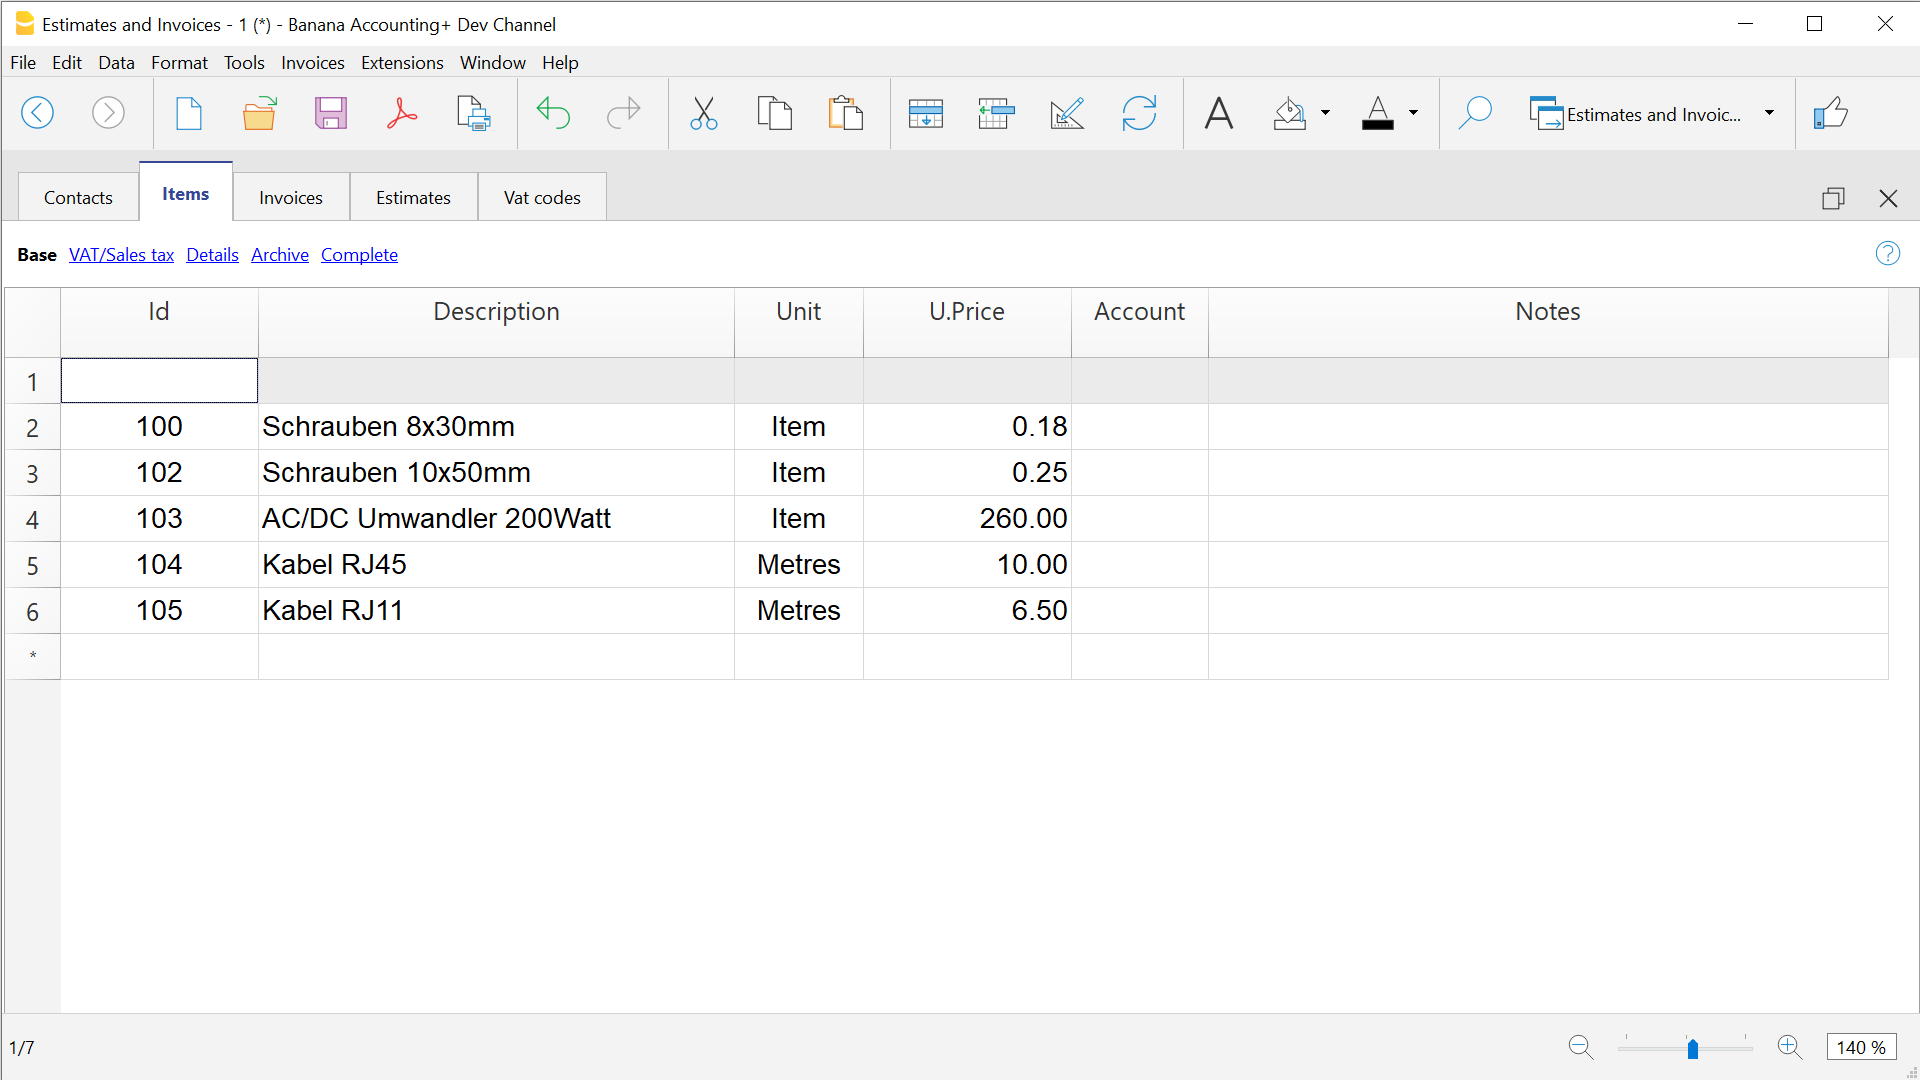 Estimates and Invoices - 1 (*) - Banana Accounting+ Dev Channel
File Edit Data Format Tools Invoices Extensions Window Help
Estimates and Invoic...
Contacts Items Invoices Estimates Vat codes
Base VAT/Sales tax Details Archive Complete
Id Description Unit U.Price Account Notes
1
2 100 Schrauben 8x30mm Item 0.18
3 102 Schrauben 10x50mm Item 0.25
4 103 AC/DC Umwandler 200Watt Item 260.00
5 104 Kabel RJ45 Metres 10.00
6 105 Kabel RJ11 Metres 6.50
*
1/7 140 %